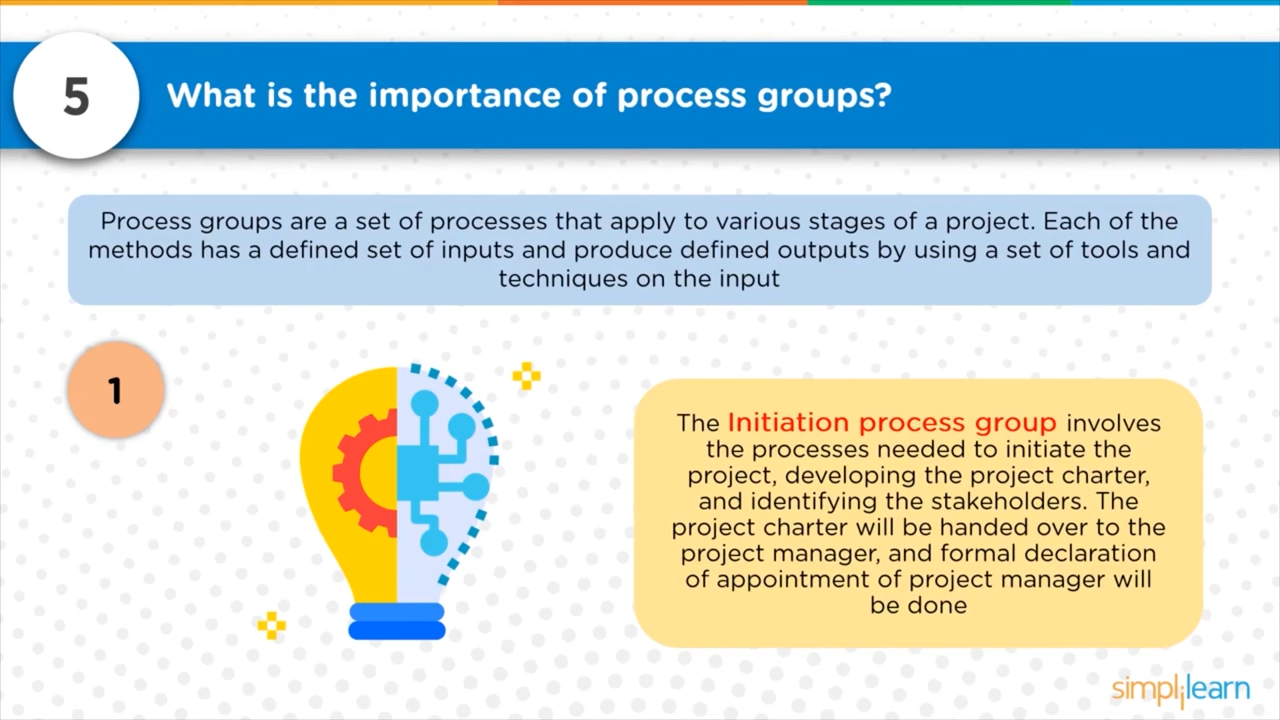 5
What is the importance of process groups?
Process groups are a set of processes that apply to various stages of a project. Each of the
methods has a defined set of inputs and produce defined outputs by using a set of tools and
techniques on the input
1
The Initiation process group involves
the processes needed to initiate the
project, developing the project charter,
and identifying the stakeholders. The
project charter will be handed over to the
project manager, and formal declaration
of appointment of project manager will
be done
simplilearn